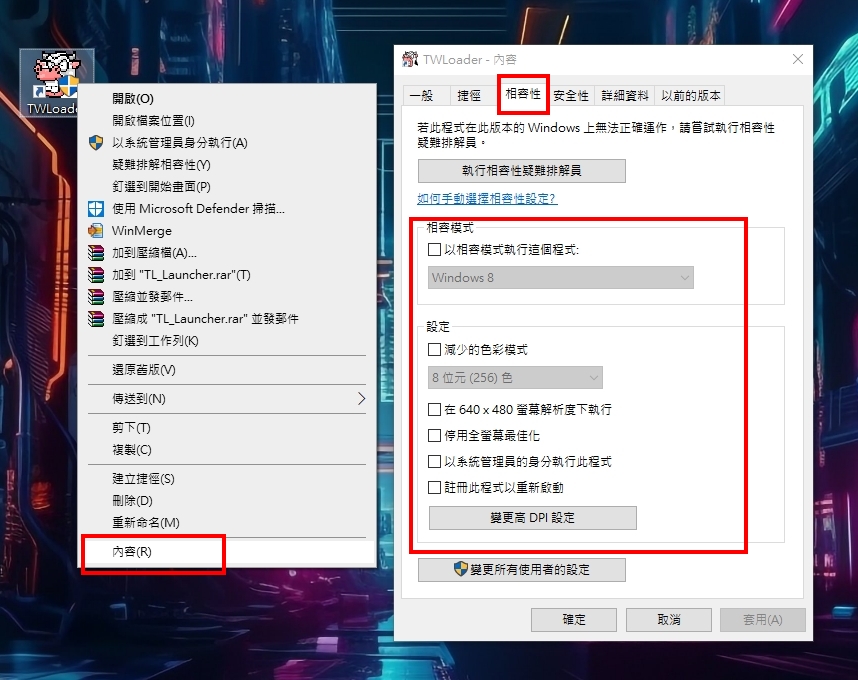 TWLoade
開啟(O)
開啟檔案位置(I)
以系統管理員身分執行(A)
疑難排解相容性(Y)
釘選到開始畫面(P)
使用 Microsoft Defender 掃描...
WinMerge
加到壓縮檔(A)...
加到 "TL_Launcher.rar"(T)
壓縮並發郵件...
壓縮成 "TL_Launcher.rar" 並發郵件
釘選到工作列(K)
還原舊版(V)
傳送到(N)
剪下(T)
複製(C)
建立捷徑(S)
刪除(D)
重新命名(M)
內容(R)
TWLoader - 內容
一般 捷徑 相容性 安全性 詳細資料 以前的版本
若此程式在此版本的 Windows 上無法正確運作，請嘗試執行相容性
疑難排解員。
執行相容性疑難排解員
如何手動選擇相容性設定?
相容模式
以相容模式執行這個程式:
Windows 8
設定
減少的色彩模式
8 位元 (256) 色
在 640 x 480 螢幕解析度下執行
停用全螢幕最佳化
以系統管理員的身分執行此程式
註冊此程式以重新啟動
變更高 DPI 設定
變更所有使用者的設定
確定 取消 套用(A)